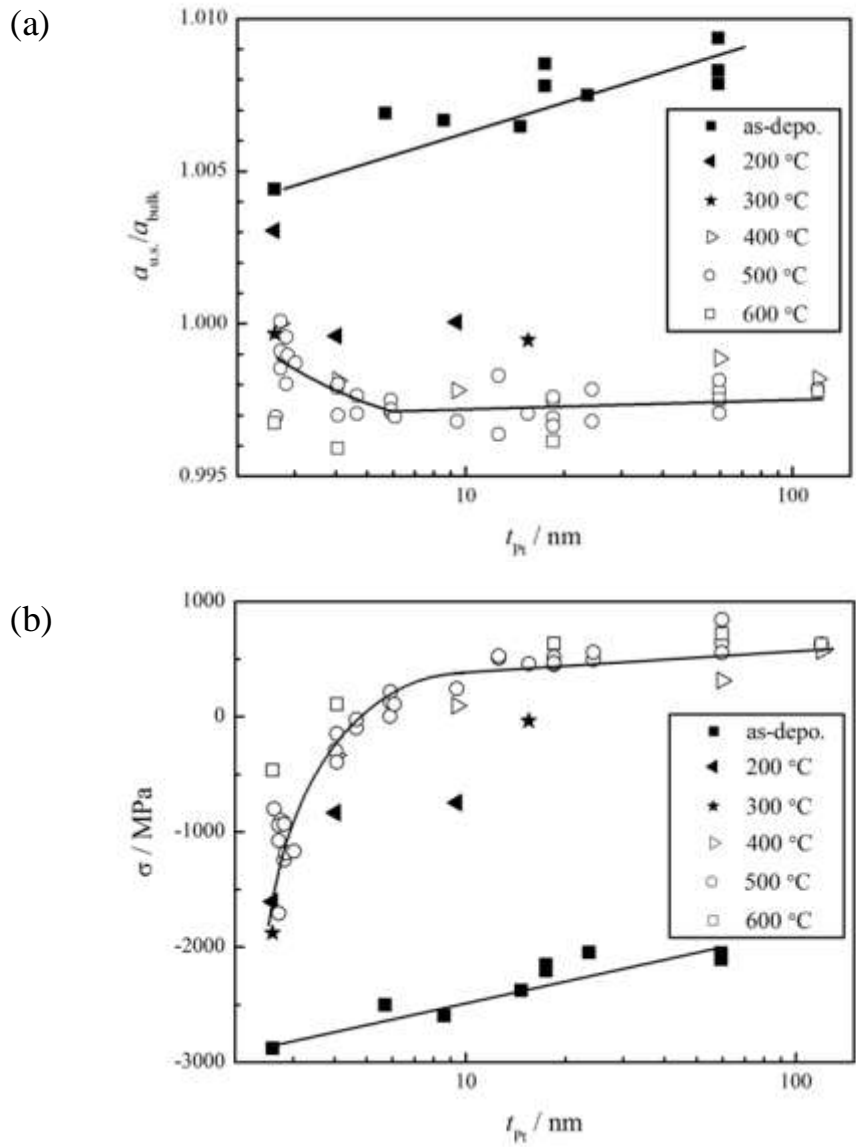 (a)
1.010
1.005
1.000
0.995
a_u.s./a_bulk
as-depo.
200 °C
300 °C
400 °C
500 °C
600 °C
10
100
t_Pt / nm
(b)
1000
0
-1000
-2000
-3000
σ / MPa
as-depo.
200 °C
300 °C
400 °C
500 °C
600 °C
10
100
t_Pt / nm